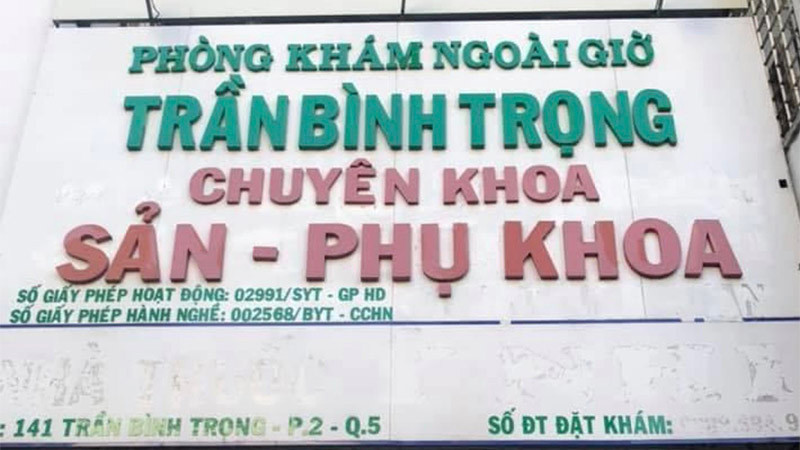 PHÒNG KHÁM NGOÀI GIỜ
TRẦN BÌNH TRỌNG
CHUYÊN KHOA
SẢN - PHỤ KHOA
SỐ GIẤY PHÉP HOẠT ĐỘNG: 02991/SYT - GP HD
SỐ GIẤY PHÉP HÀNH NGHỀ: 002568/BYT - CCHN
: 141 TRẦN BÌNH TRỌNG - P.2 - Q.5
SỐ ĐT ĐẶT KHÁM: